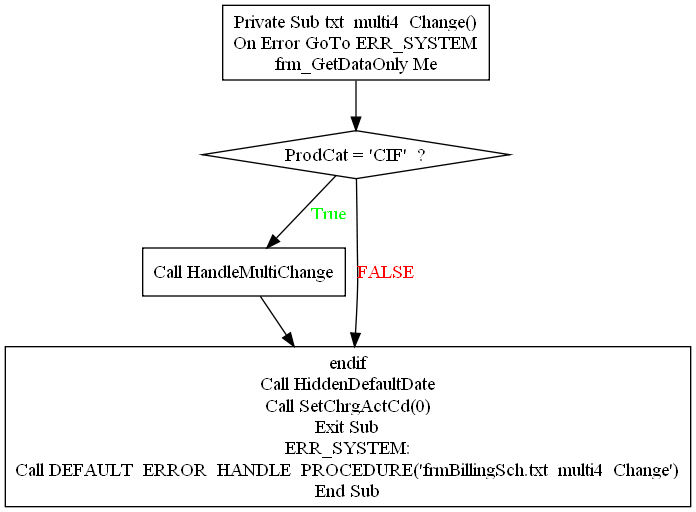 Private Sub txt_multi4_Change()
On Error GoTo ERR_SYSTEM
frm_GetDataOnly Me
ProdCat = 'CIF' ?
True
Call HandleMultiChange
FALSE
endif
Call HiddenDefaultDate
Call SetChrgActCd(0)
Exit Sub
ERR_SYSTEM:
Call DEFAULT_ERROR_HANDLE_PROCEDURE('frmBillingSch.txt_multi4_Change')
End Sub